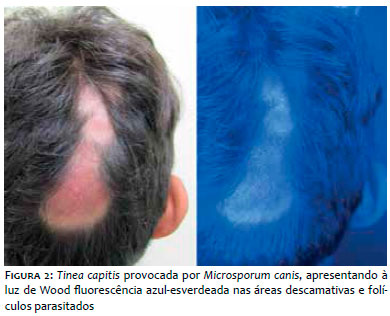 FIGURA 2: Tinea capitis provocada por Microsporum canis, apresentando à
luz de Wood fluorescência azul-esverdeada nas áreas descamativas e folí-
culos parasitados